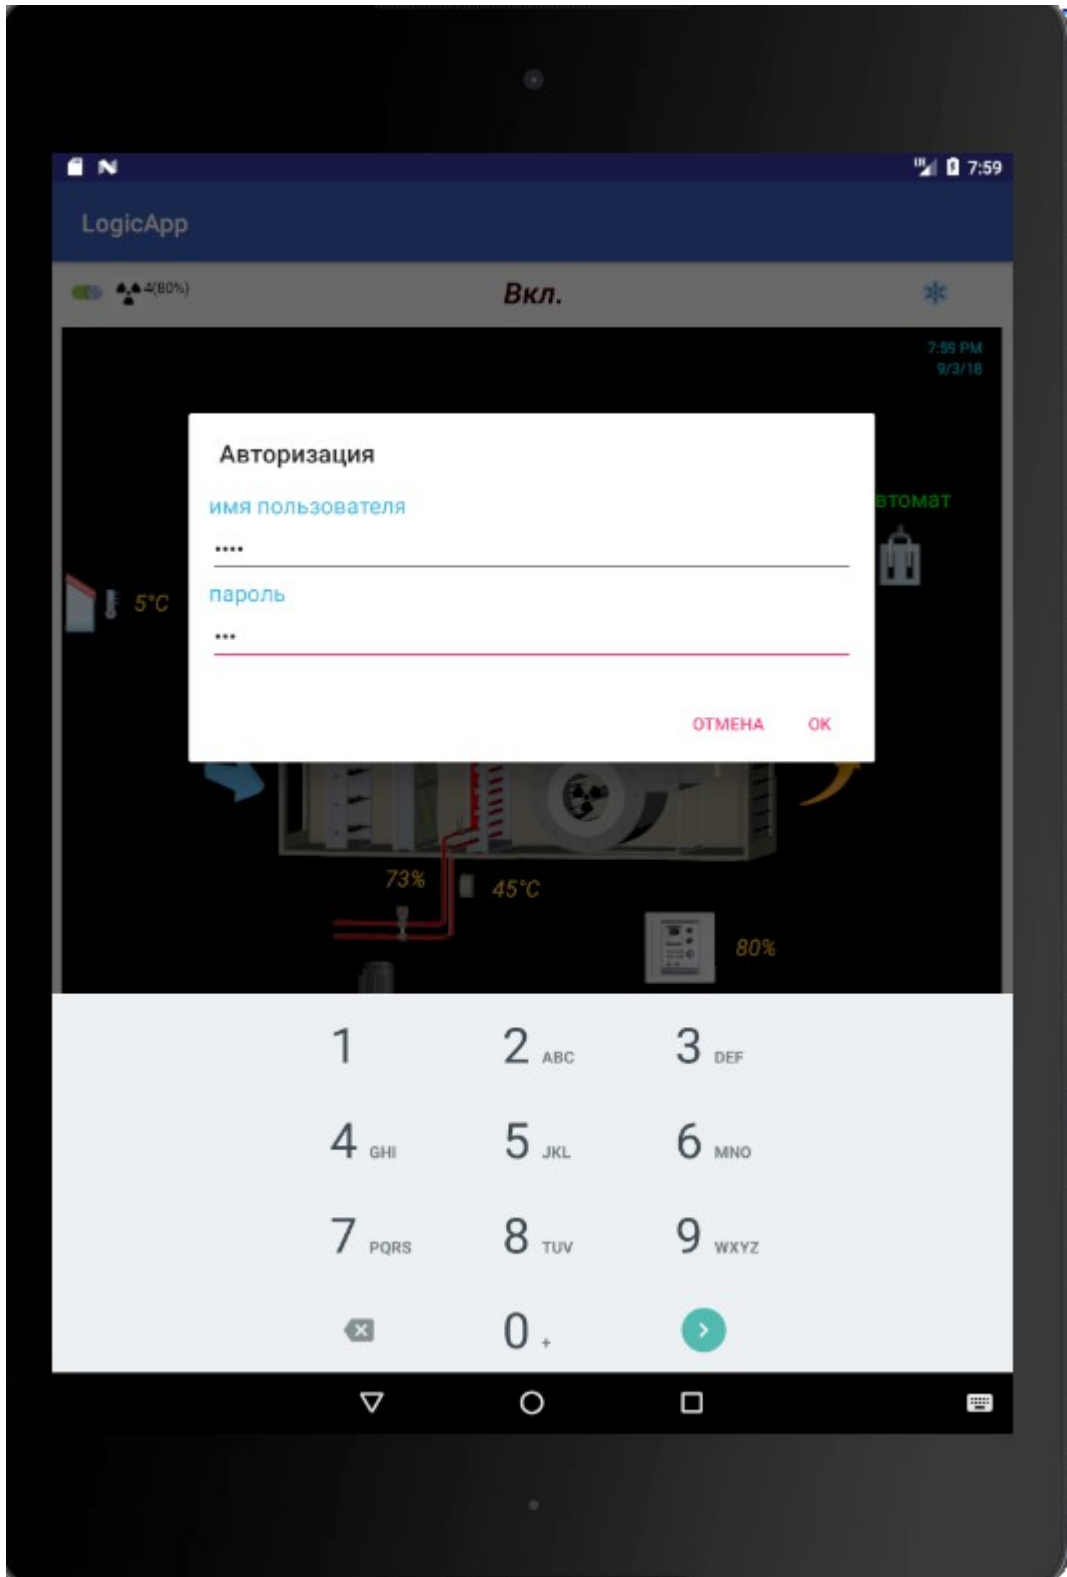 7:59
LogicApp
4(80%)
Вкл.
7:59 PM
9/3/18
Авторизация
имя пользователя
••••
втомат
пароль
•••
5°C
ОТМЕНА OK
73%
45°C
80%
1
2 ABC
3 DEF
4 GHI
5 JKL
6 MNO
7 PQRS
8 TUV
9 WXYZ
0 +